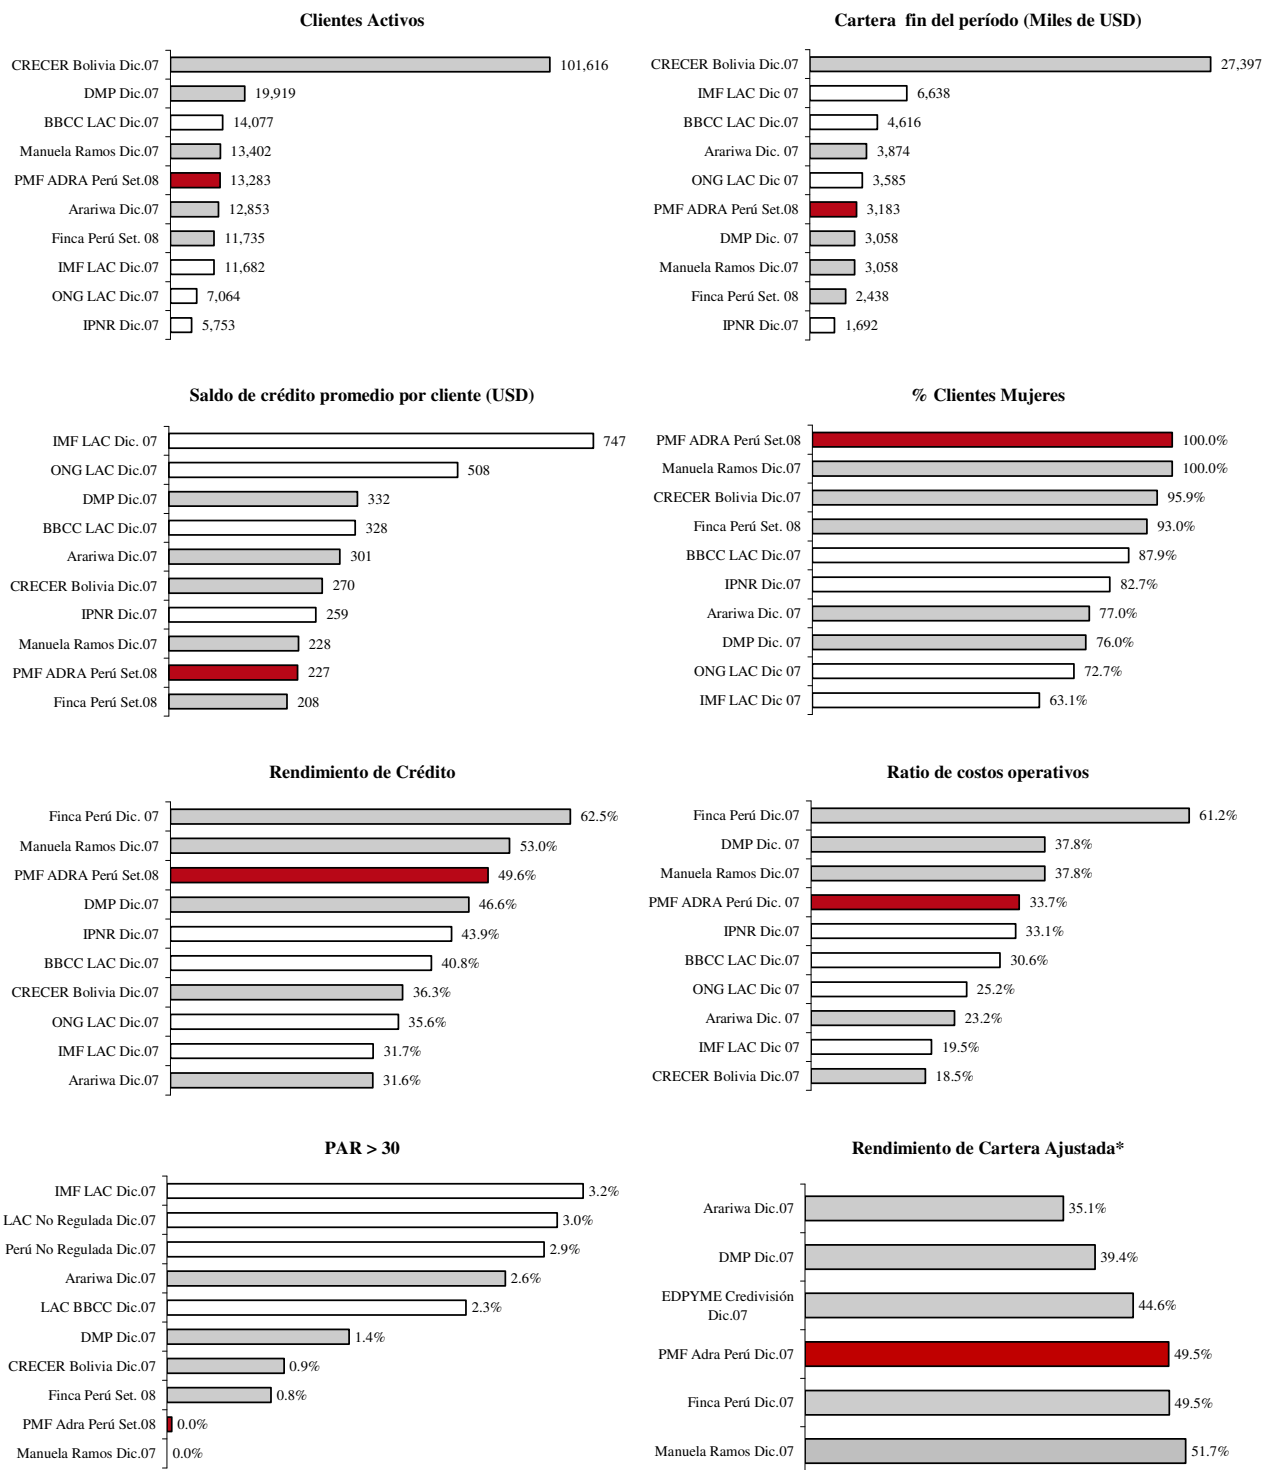 Clientes Activos
CRECER Bolivia Dic.07 101,616
DMP Dic.07 19,919
BBCC LAC Dic.07 14,077
Manuela Ramos Dic.07 13,402
PMF ADRA Perú Set.08 13,283
Arariwa Dic.07 12,853
Finca Perú Set. 08 11,735
IMF LAC Dic.07 11,682
ONG LAC Dic.07 7,064
IPNR Dic.07 5,753
Cartera fin del período (Miles de USD)
CRECER Bolivia Dic.07 27,397
IMF LAC Dic 07 6,638
BBCC LAC Dic.07 4,616
Arariwa Dic. 07 3,874
ONG LAC Dic 07 3,585
PMF ADRA Perú Set.08 3,183
DMP Dic. 07 3,058
Manuela Ramos Dic.07 3,058
Finca Perú Set. 08 2,438
IPNR Dic.07 1,692
Saldo de crédito promedio por cliente (USD)
IMF LAC Dic. 07 747
ONG LAC Dic.07 508
DMP Dic.07 332
BBCC LAC Dic.07 328
Arariwa Dic.07 301
CRECER Bolivia Dic.07 270
IPNR Dic.07 259
Manuela Ramos Dic.07 228
PMF ADRA Perú Set.08 227
Finca Perú Set.08 208
% Clientes Mujeres
PMF ADRA Perú Set.08 100.0%
Manuela Ramos Dic.07 100.0%
CRECER Bolivia Dic.07 95.9%
Finca Perú Set. 08 93.0%
BBCC LAC Dic.07 87.9%
IPNR Dic.07 82.7%
Arariwa Dic. 07 77.0%
DMP Dic. 07 76.0%
ONG LAC Dic 07 72.7%
IMF LAC Dic 07 63.1%
Rendimiento de Crédito
Finca Perú Dic. 07 62.5%
Manuela Ramos Dic.07 53.0%
PMF ADRA Perú Set.08 49.6%
DMP Dic.07 46.6%
IPNR Dic.07 43.9%
BBCC LAC Dic.07 40.8%
CRECER Bolivia Dic.07 36.3%
ONG LAC Dic.07 35.6%
IMF LAC Dic.07 31.7%
Arariwa Dic.07 31.6%
Ratio de costos operativos
Finca Perú Dic.07 61.2%
DMP Dic. 07 37.8%
Manuela Ramos Dic.07 37.8%
PMF ADRA Perú Dic. 07 33.7%
IPNR Dic.07 33.1%
BBCC LAC Dic.07 30.6%
ONG LAC Dic 07 25.2%
Arariwa Dic. 07 23.2%
IMF LAC Dic 07 19.5%
CRECER Bolivia Dic.07 18.5%
PAR > 30
IMF LAC Dic.07 3.2%
LAC No Regulada Dic.07 3.0%
Perú No Regulada Dic.07 2.9%
Arariwa Dic.07 2.6%
LAC BBCC Dic.07 2.3%
DMP Dic.07 1.4%
CRECER Bolivia Dic.07 0.9%
Finca Perú Set. 08 0.8%
PMF Adra Perú Set.08 0.0%
Manuela Ramos Dic.07 0.0%
Rendimiento de Cartera Ajustada*
Arariwa Dic.07 35.1%
DMP Dic.07 39.4%
EDPYME Credivisión
Dic.07 44.6%
PMF Adra Perú Dic.07 49.5%
Finca Perú Dic.07 49.5%
Manuela Ramos Dic.07 51.7%